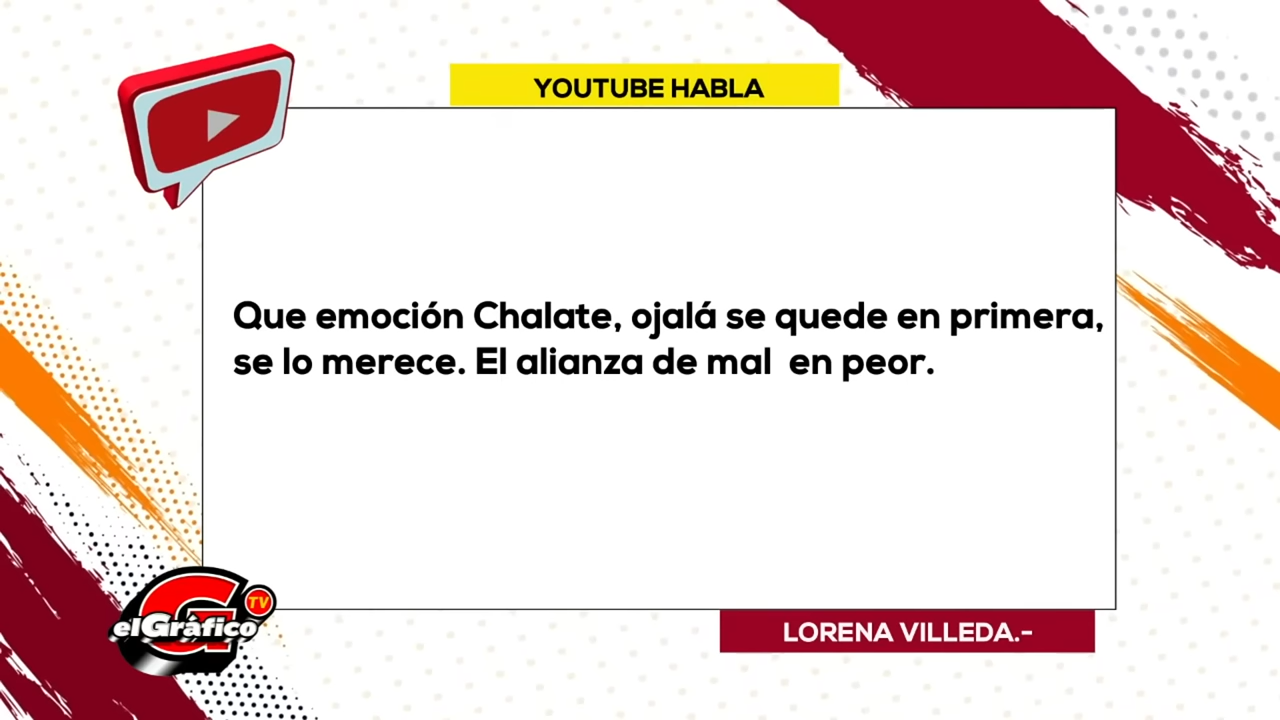 YOUTUBE HABLA
Que emoción Chalate, ojalá se quede en primera,
se lo merece. El alianza de mal  en peor.
TV
elGráfico
LORENA VILLEDA.-